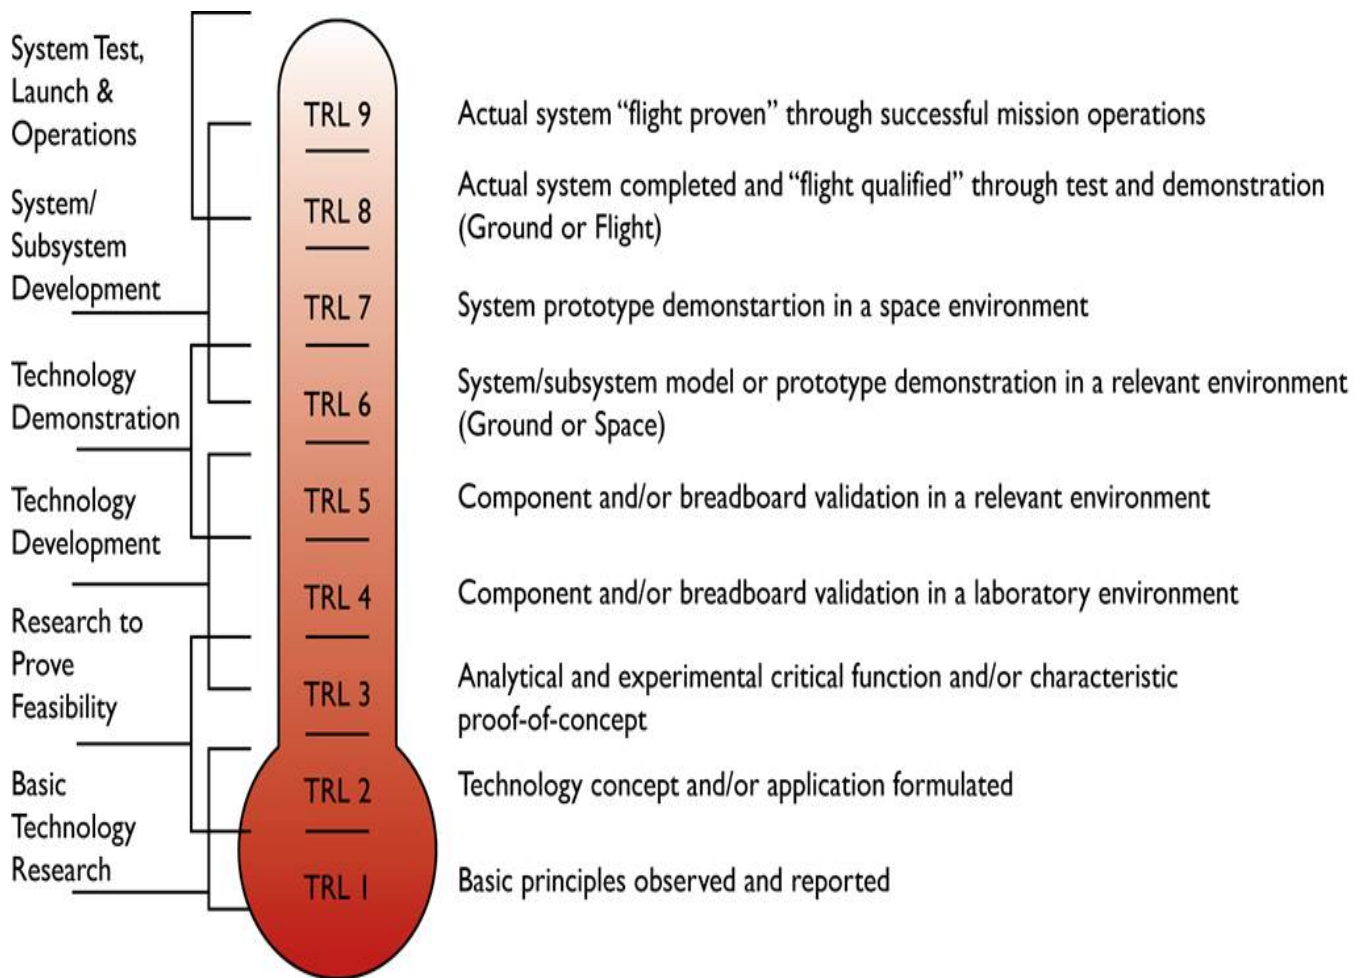 System Test,
Launch &
Operations
System/
Subsystem
Development
Technology
Demonstration
Technology
Development
Research to
Prove
Feasibility
Basic
Technology
Research
TRL 9
TRL 8
TRL 7
TRL 6
TRL 5
TRL 4
TRL 3
TRL 2
TRL 1
Actual system “flight proven” through successful mission operations
Actual system completed and “flight qualified” through test and demonstration
(Ground or Flight)
System prototype demonstartion in a space environment
System/subsystem model or prototype demonstration in a relevant environment
(Ground or Space)
Component and/or breadboard validation in a relevant environment
Component and/or breadboard validation in a laboratory environment
Analytical and experimental critical function and/or characteristic
proof-of-concept
Technology concept and/or application formulated
Basic principles observed and reported